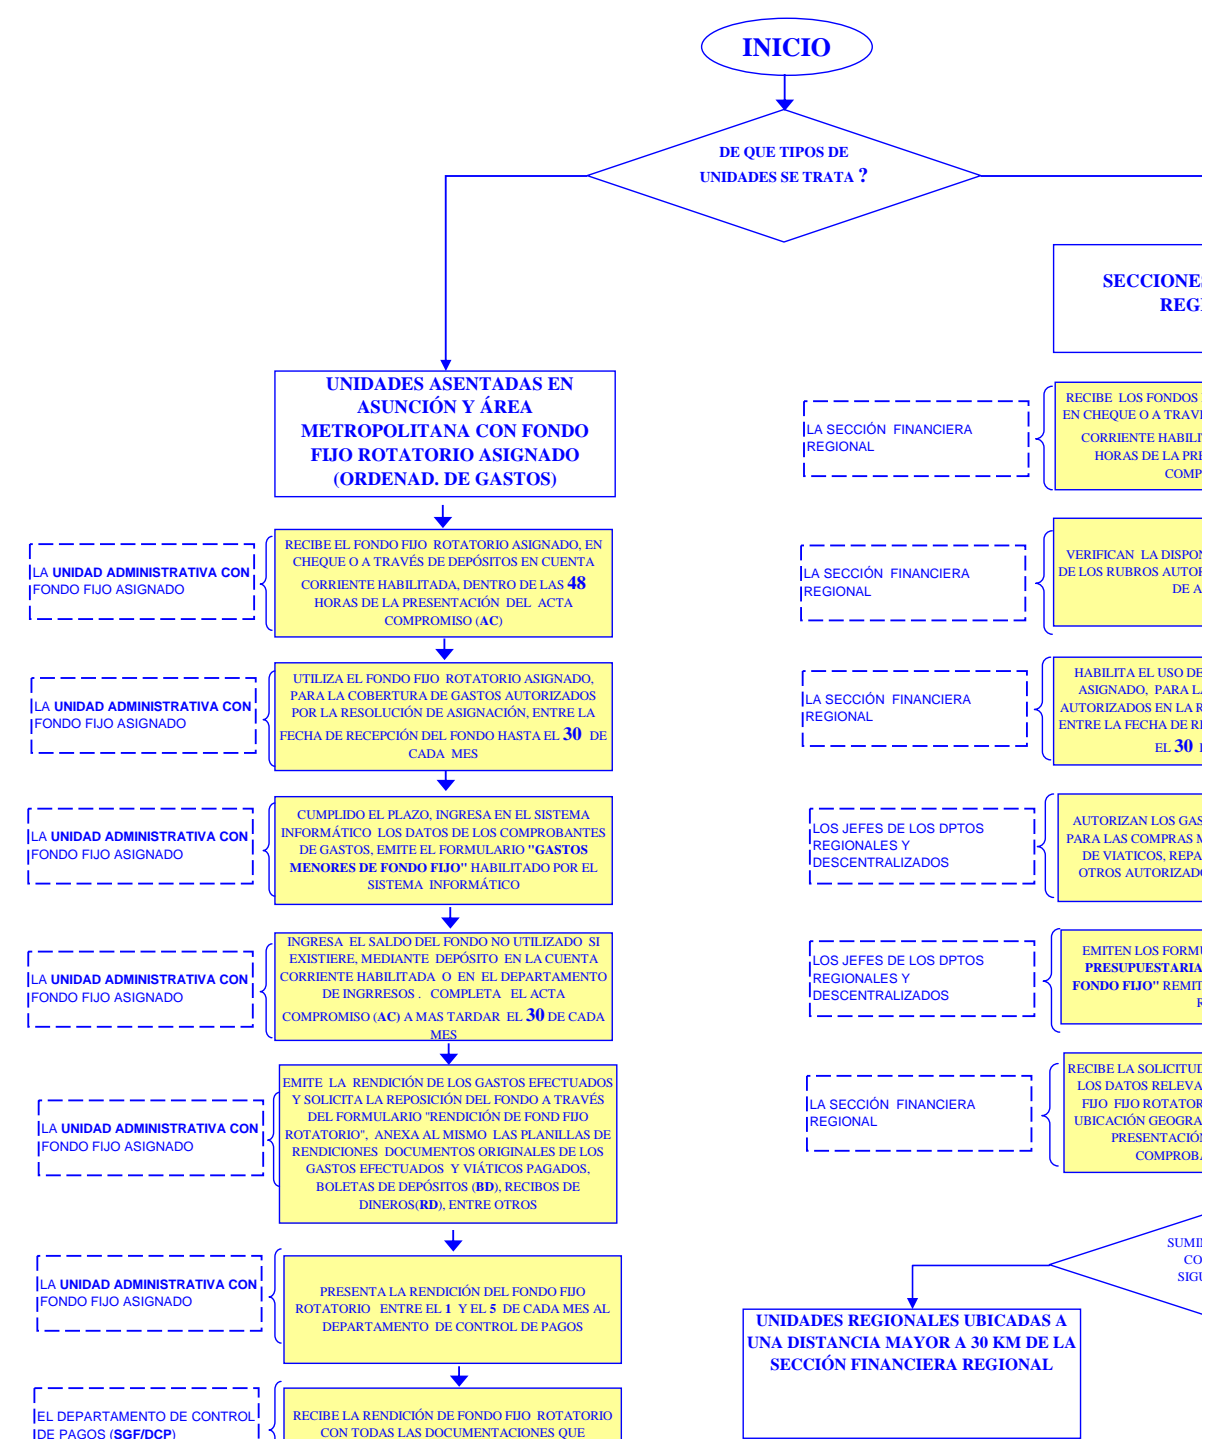 INICIO
DE QUE TIPOS DE
UNIDADES SE TRATA ?
UNIDADES ASENTADAS EN
ASUNCIÓN Y ÁREA
METROPOLITANA CON FONDO
FIJO ROTATORIO ASIGNADO
(ORDENAD. DE GASTOS)
LA UNIDAD ADMINISTRATIVA CON
FONDO FIJO ASIGNADO
RECIBE EL FONDO FIJO ROTATORIO ASIGNADO, EN
CHEQUE O A TRAVÉS DE DEPÓSITOS EN CUENTA
CORRIENTE HABILITADA, DENTRO DE LAS 48
HORAS DE LA PRESENTACIÓN DEL ACTA
COMPROMISO (AC)
LA UNIDAD ADMINISTRATIVA CON
FONDO FIJO ASIGNADO
UTILIZA EL FONDO FIJO ROTATORIO ASIGNADO,
PARA LA COBERTURA DE GASTOS AUTORIZADOS
POR LA RESOLUCIÓN DE ASIGNACIÓN, ENTRE LA
FECHA DE RECEPCIÓN DEL FONDO HASTA EL 30 DE
CADA MES
LA UNIDAD ADMINISTRATIVA CON
FONDO FIJO ASIGNADO
CUMPLIDO EL PLAZO, INGRESA EN EL SISTEMA
INFORMÁTICO LOS DATOS DE LOS COMPROBANTES
DE GASTOS, EMITE EL FORMULARIO "GASTOS
MENORES DE FONDO FIJO" HABILITADO POR EL
SISTEMA INFORMÁTICO
LA UNIDAD ADMINISTRATIVA CON
FONDO FIJO ASIGNADO
INGRESA EL SALDO DEL FONDO NO UTILIZADO SI
EXISTIERE, MEDIANTE DEPÓSITO EN LA CUENTA
CORRIENTE HABILITADA O EN EL DEPARTAMENTO
DE INGRRESOS . COMPLETA EL ACTA
COMPROMISO (AC) A MAS TARDAR EL 30 DE CADA
MES
LA UNIDAD ADMINISTRATIVA CON
FONDO FIJO ASIGNADO
EMITE LA RENDICIÓN DE LOS GASTOS EFECTUADOS
Y SOLICITA LA REPOSICIÓN DEL FONDO A TRAVÉS
DEL FORMULARIO "RENDICIÓN DE FOND FIJO
ROTATORIO", ANEXA AL MISMO LAS PLANILLAS DE
RENDICIONES DOCUMENTOS ORIGINALES DE LOS
GASTOS EFECTUADOS Y VIÁTICOS PAGADOS,
BOLETAS DE DEPÓSITOS (BD), RECIBOS DE
DINEROS(RD), ENTRE OTROS
LA UNIDAD ADMINISTRATIVA CON
FONDO FIJO ASIGNADO
PRESENTA LA RENDICIÓN DEL FONDO FIJO
ROTATORIO ENTRE EL 1 Y EL 5 DE CADA MES AL
DEPARTAMENTO DE CONTROL DE PAGOS
EL DEPARTAMENTO DE CONTROL
DE PAGOS (SGF/DCP)
RECIBE LA RENDICIÓN DE FONDO FIJO ROTATORIO
CON TODAS LAS DOCUMENTACIONES QUE
SECCIONES
REGI
LA SECCIÓN FINANCIERA
REGIONAL
RECIBE LOS FONDOS
EN CHEQUE O A TRAVÉ
CORRIENTE HABILIT
HORAS DE LA PRE
COMP
LA SECCIÓN FINANCIERA
REGIONAL
VERIFICAN LA DISPON
DE LOS RUBROS AUTOR
DE A
LA SECCIÓN FINANCIERA
REGIONAL
HABILITA EL USO DE
ASIGNADO, PARA LA
AUTORIZADOS EN LA R
ENTRE LA FECHA DE RE
EL 30
LOS JEFES DE LOS DPTOS
REGIONALES Y
DESCENTRALIZADOS
AUTORIZAN LOS GAS
PARA LAS COMPRAS M
DE VIATICOS, REPA
OTROS AUTORIZADO
LOS JEFES DE LOS DPTOS
REGIONALES Y
DESCENTRALIZADOS
EMITEN LOS FORMU
PRESUPUESTARIA
FONDO FIJO" REMIT
R
LA SECCIÓN FINANCIERA
REGIONAL
RECIBE LA SOLICITUD
LOS DATOS RELEVA
FIJO FIJO ROTATOR
UBICACIÓN GEOGRA
PRESENTACIÓN
COMPROBA
SUMIN
CO
SIGU
UNIDADES REGIONALES UBICADAS A
UNA DISTANCIA MAYOR A 30 KM DE LA
SECCIÓN FINANCIERA REGIONAL